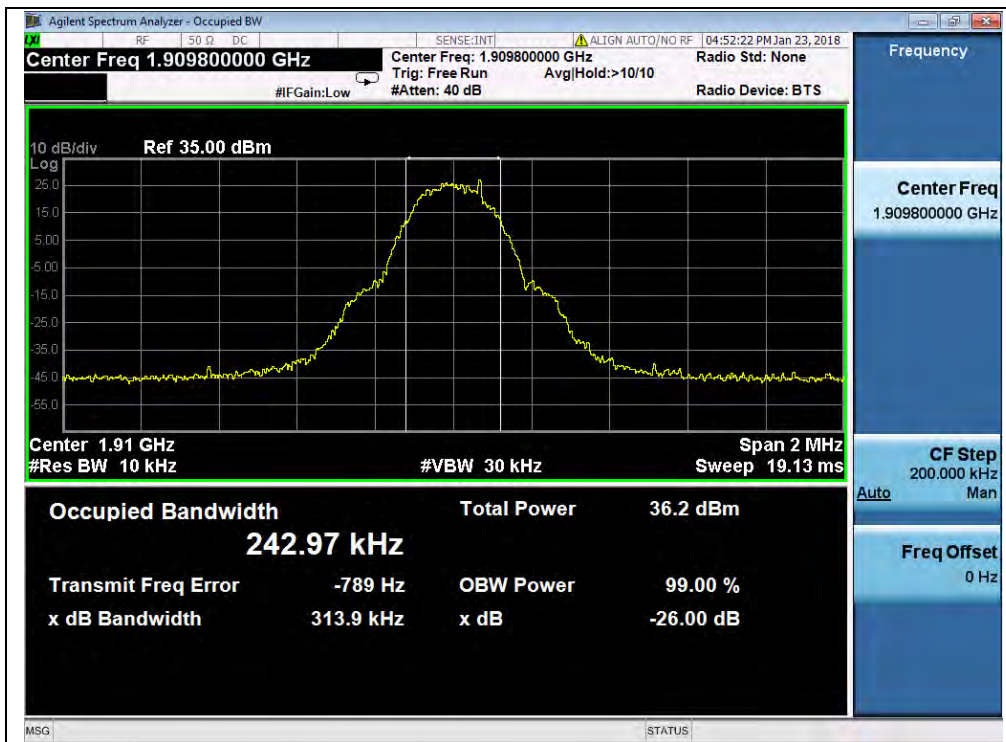 Agilent Spectrum Analyzer - Occupied BW
LXI RF 50 Ω DC SENSE:INT ALIGN AUTO/NO RF 04:52:22 PM Jan 23, 2018
Center Freq 1.909800000 GHz
#IFGain:Low
Center Freq: 1.909800000 GHz
Trig: Free Run Avg|Hold:>10/10
#Atten: 40 dB
Radio Std: None
Radio Device: BTS
10 dB/div Ref 35.00 dBm
Log
25.0
15.0
5.00
-5.00
-15.0
-25.0
-35.0
-45.0
-55.0
Center 1.91 GHz Span 2 MHz
#Res BW 10 kHz #VBW 30 kHz Sweep 19.13 ms
Occupied Bandwidth Total Power 36.2 dBm
242.97 kHz
Transmit Freq Error -789 Hz OBW Power 99.00 %
x dB Bandwidth 313.9 kHz x dB -26.00 dB
MSG STATUS
Frequency
Center Freq
1.909800000 GHz
CF Step
200.000 kHz
Auto Man
Freq Offset
0 Hz